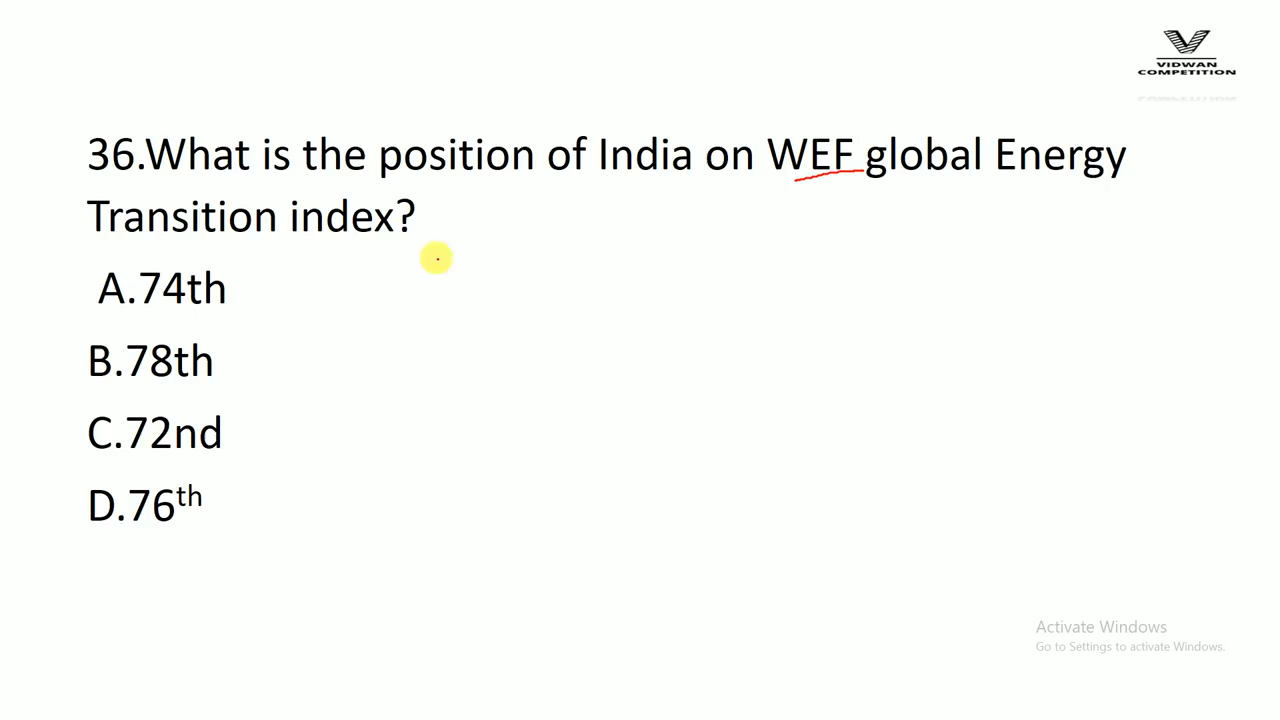 VIDWAN
COMPETITION
36.What is the position of India on WEF global Energy
Transition index?
A.74th
B.78th
C.72nd
D.76th
Activate Windows
Go to Settings to activate Windows.